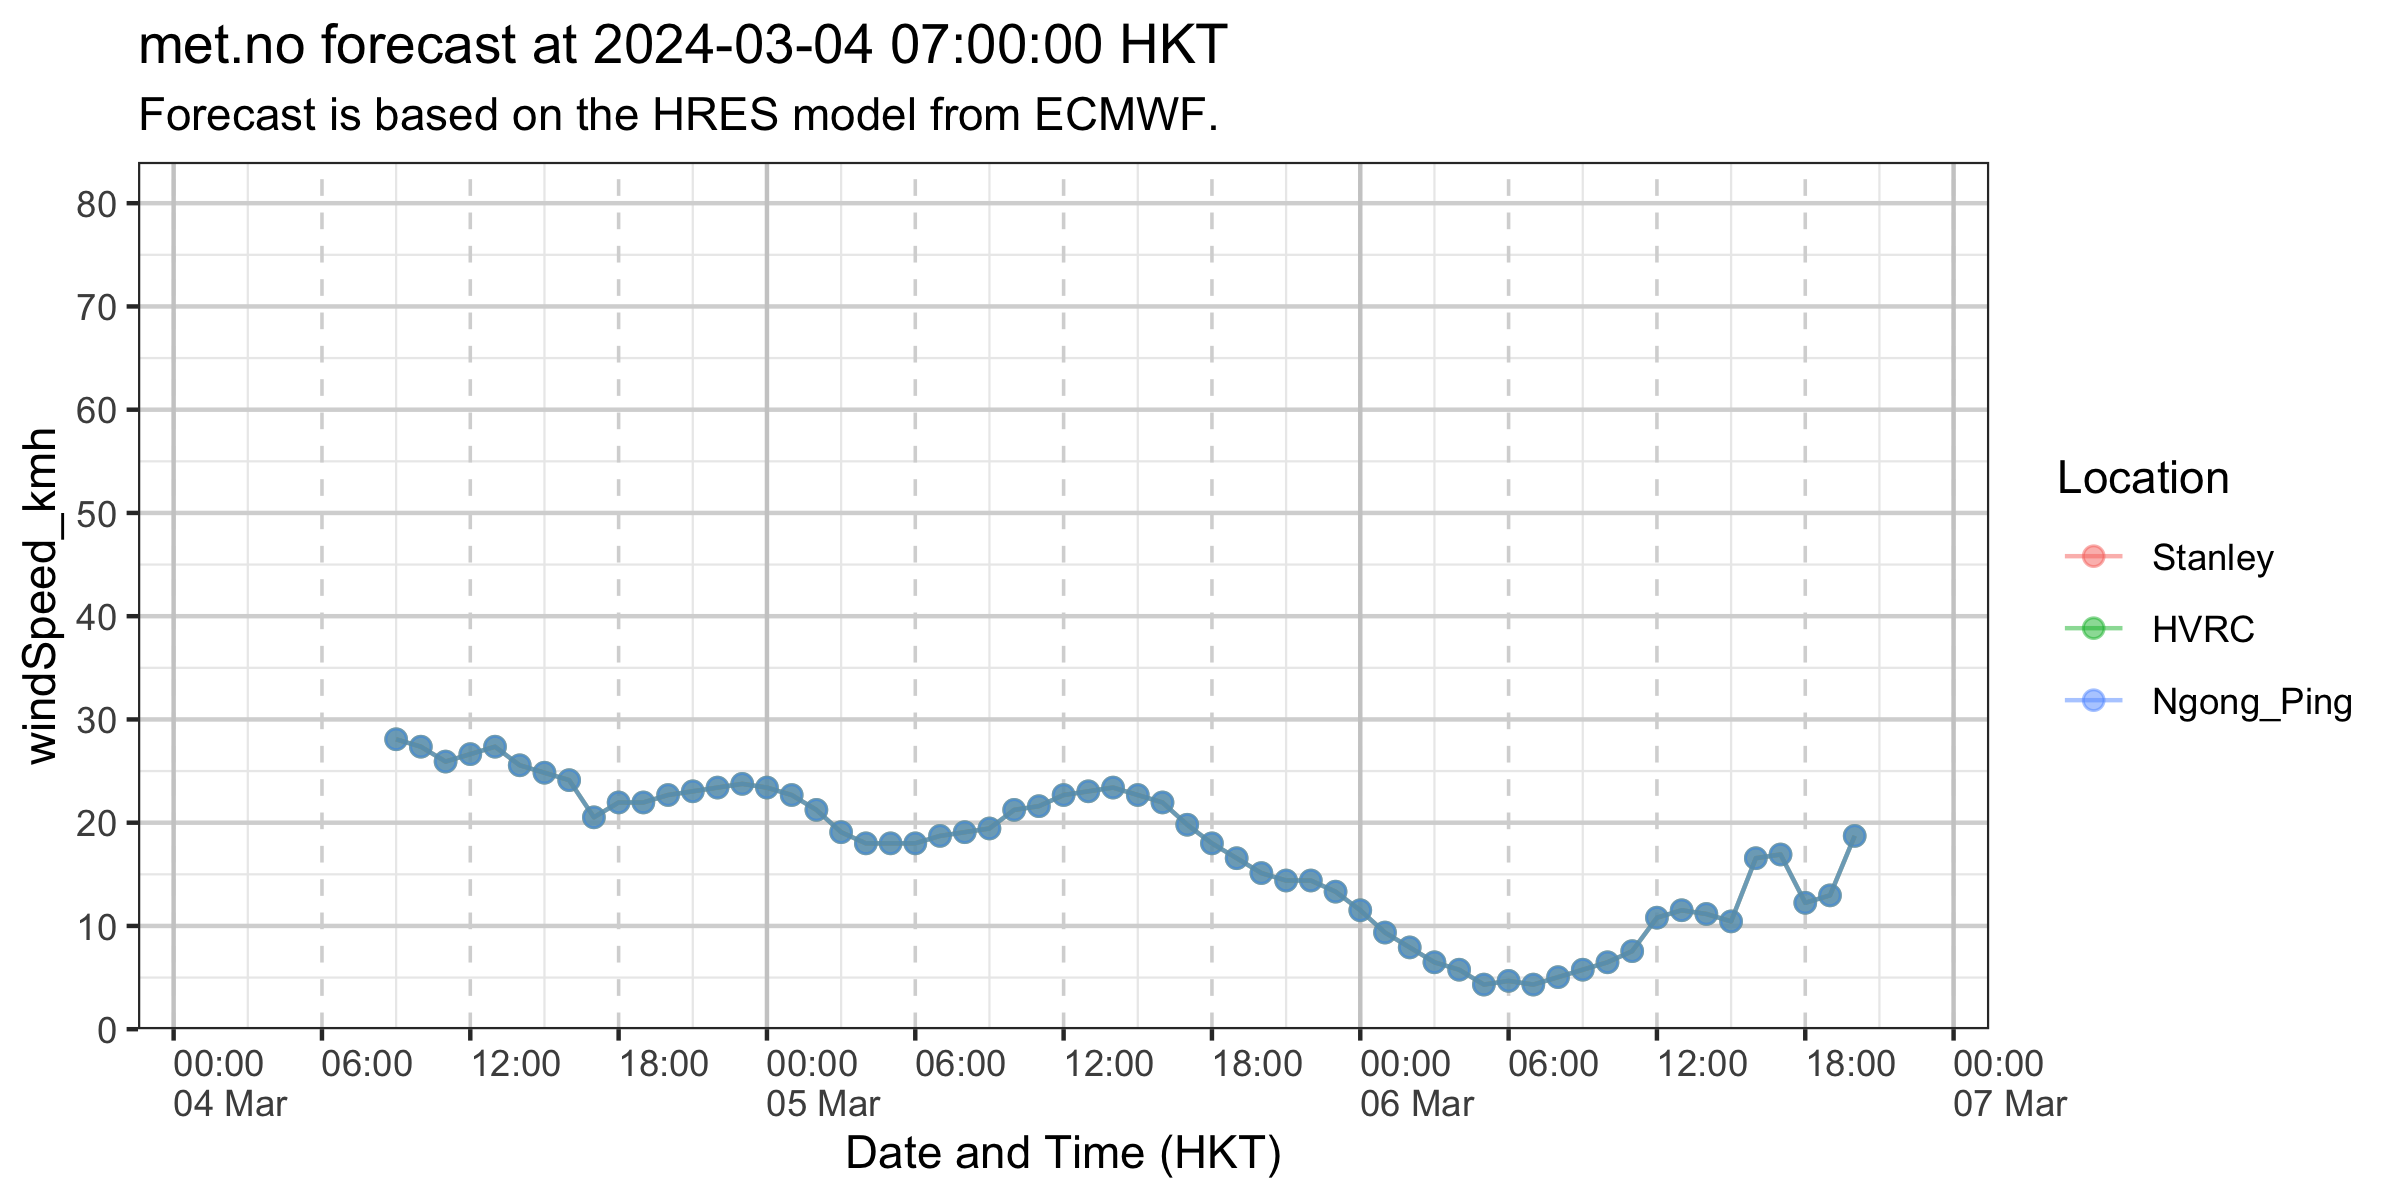 met.no forecast at 2024-03-04 07:00:00 HKT
Forecast is based on the HRES model from ECMWF.
windSpeed_kmh
80
70
60
50
40
30
20
10
0
00:00 06:00 12:00 18:00 00:00 06:00 12:00 18:00 00:00 06:00 12:00 18:00 00:00
04 Mar 05 Mar 06 Mar 07 Mar
Date and Time (HKT)
Location
Stanley
HVRC
Ngong_Ping